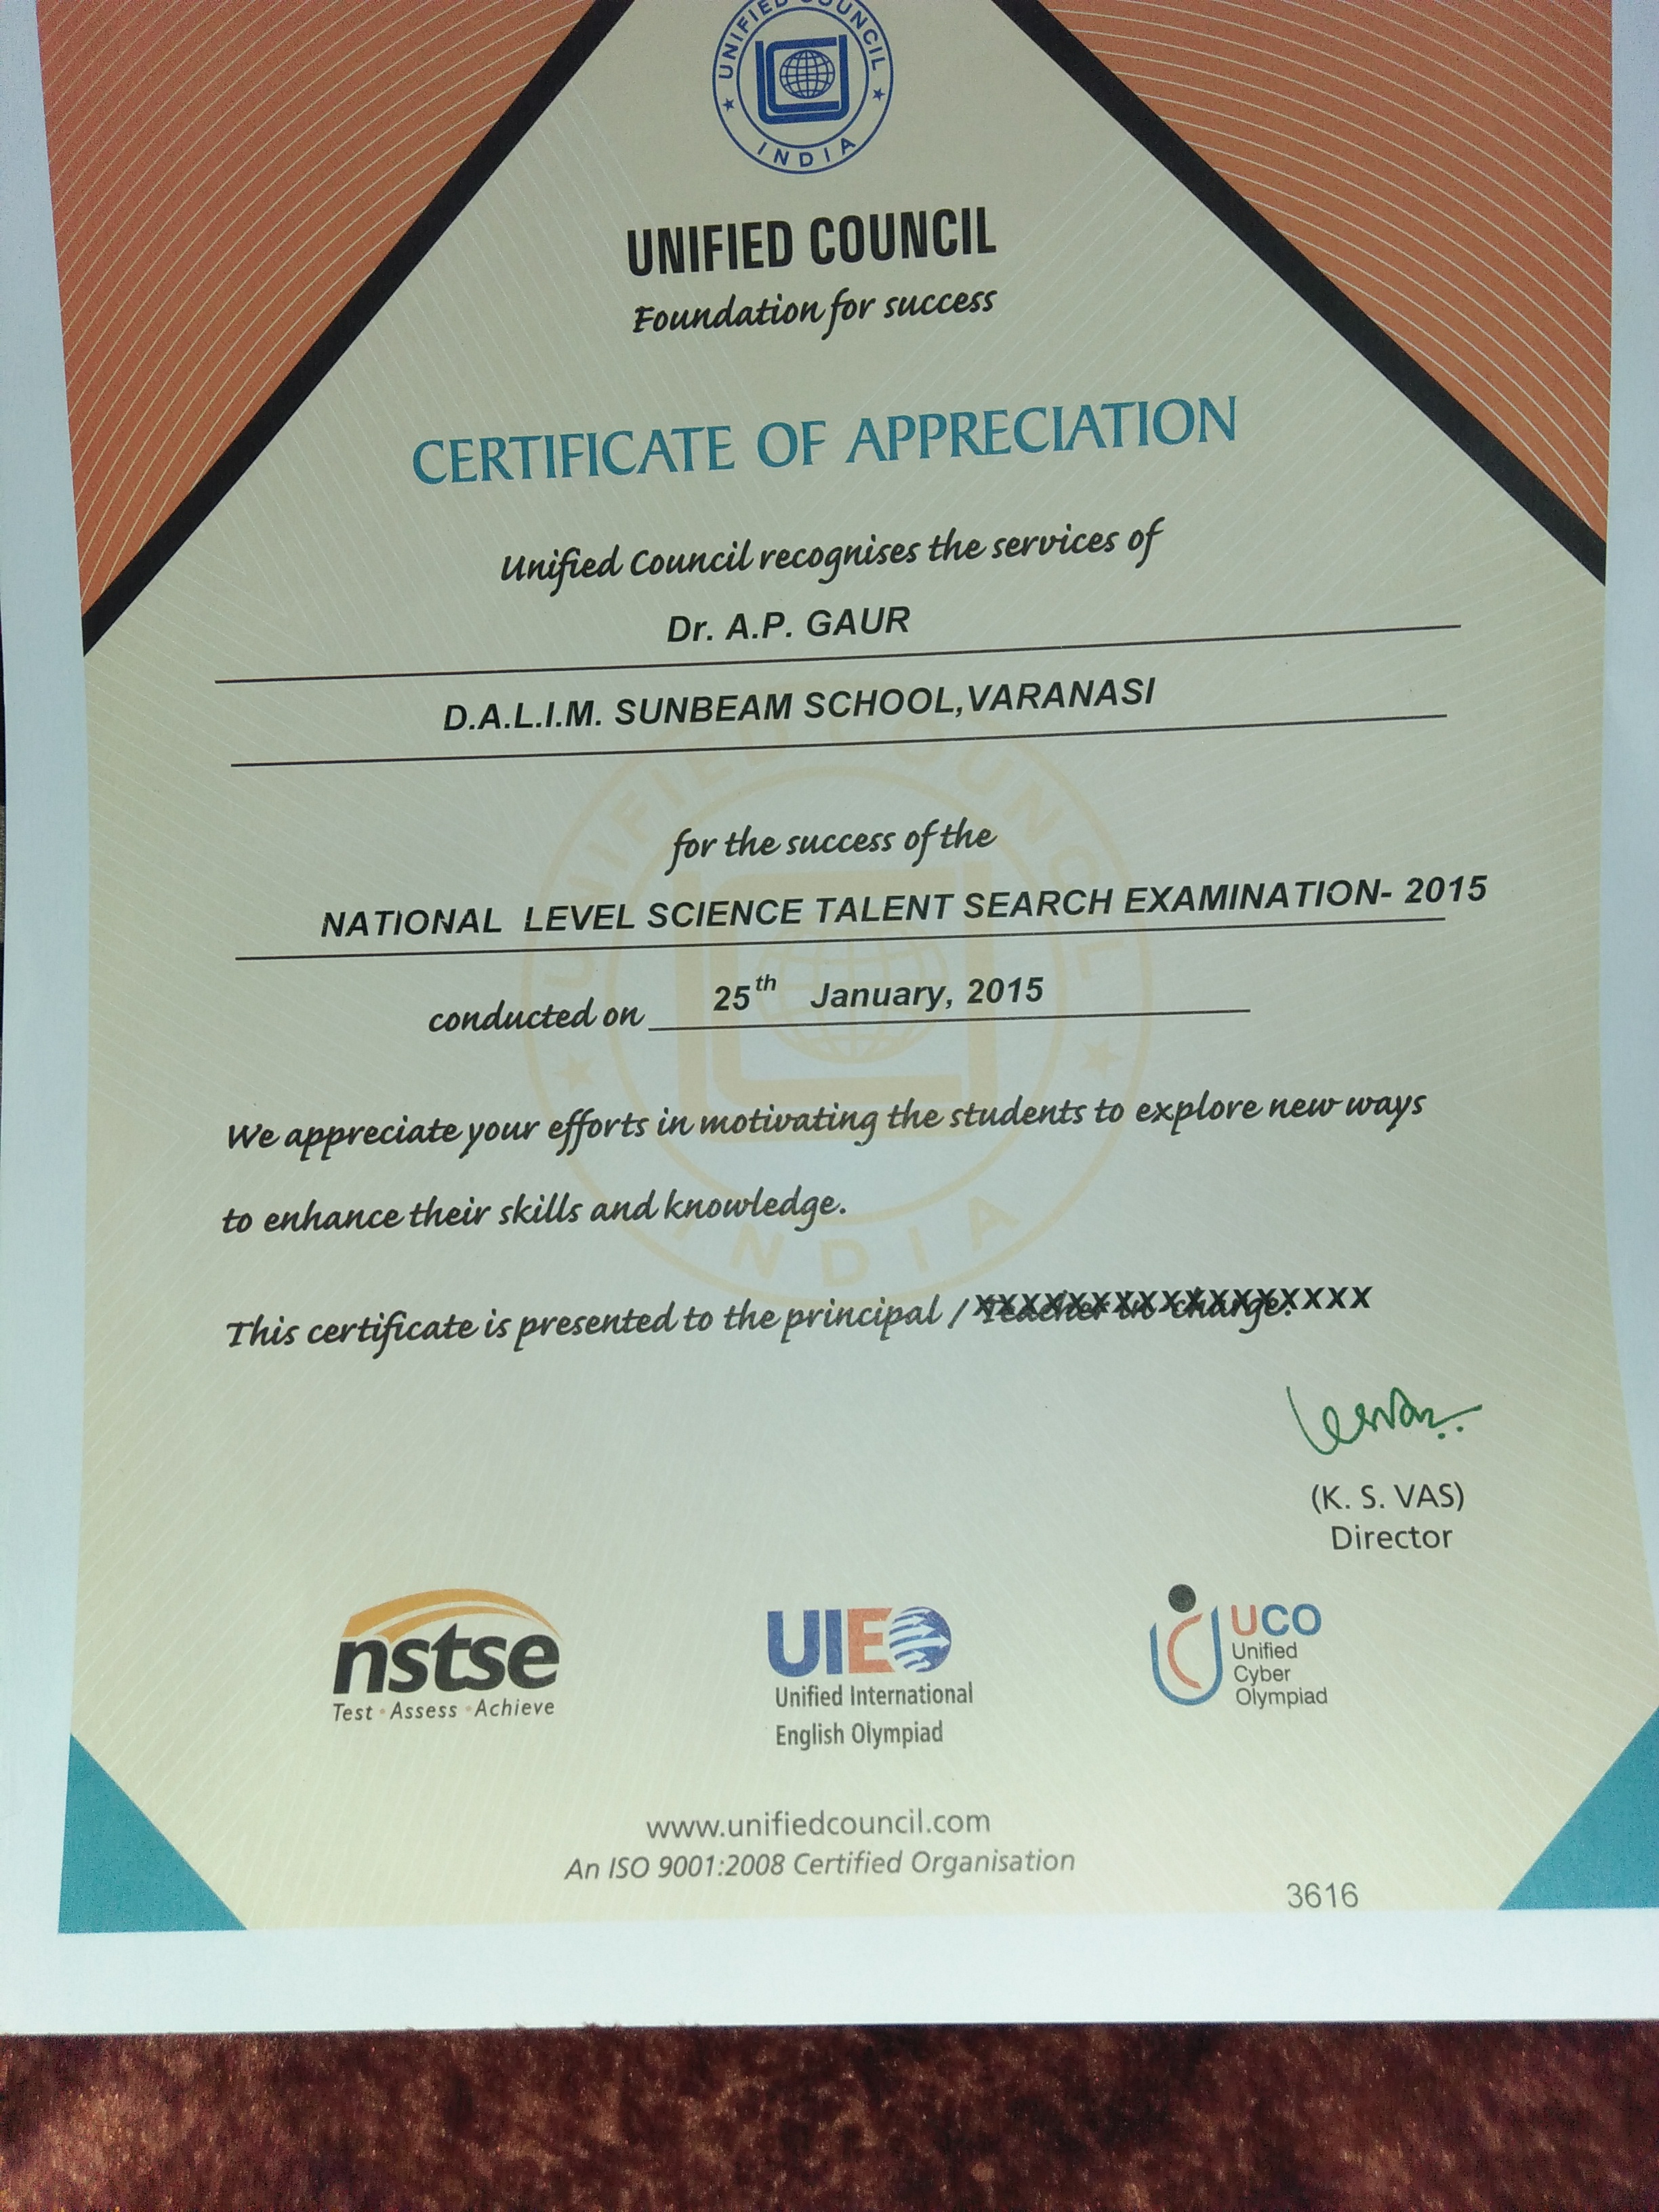 UNIFIED COUNCIL
INDIA
UNIFIED COUNCIL
Foundation for success
CERTIFICATE OF APPRECIATION
Unified Council recognises the services of
Dr. A.P. GAUR
D.A.L.I.M. SUNBEAM SCHOOL,VARANASI
for the success of the
NATIONAL LEVEL SCIENCE TALENT SEARCH EXAMINATION- 2015
conducted on 25th January, 2015
We appreciate your efforts in motivating the students to explore new ways
to enhance their skills and knowledge.
This certificate is presented to the principal / Teacher in charge.
(K. S. VAS)
Director
nstse
Test • Assess • Achieve
UIEO
Unified International
English Olympiad
UCO
Unified
Cyber
Olympiad
www.unifiedcouncil.com
An ISO 9001:2008 Certified Organisation
3616